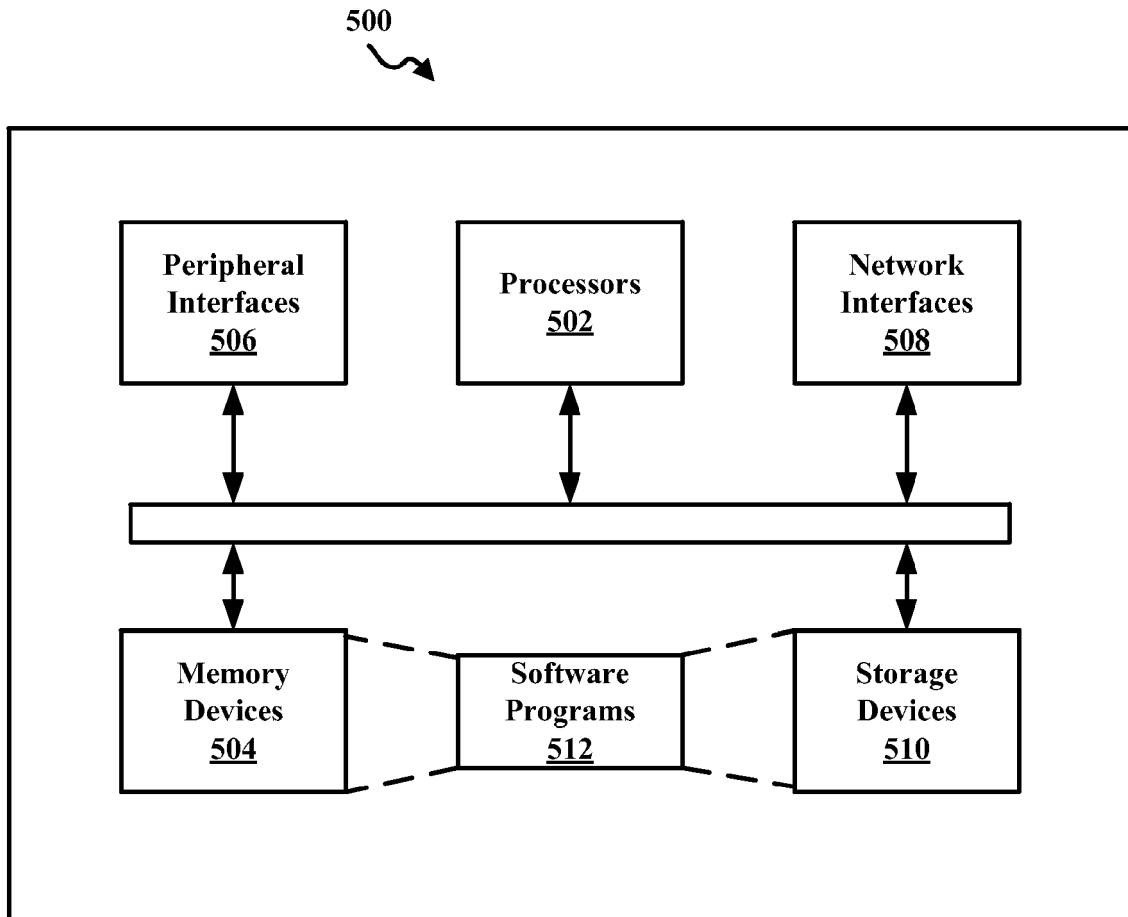 500
Peripheral
Interfaces
506
Processors
502
Network
Interfaces
508
Memory
Devices
504
Software
Programs
512
Storage
Devices
510